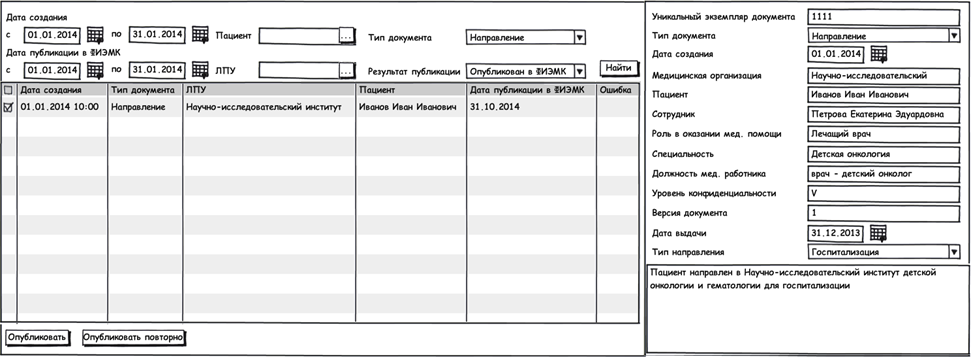 Дата создания
с 01.01.2014 по 31.01.2014 Пациент ... Тип документа Направление
Дата публикации в ФИЭМК
с 01.01.2014 по 31.01.2014 ЛПУ ... Результат публикации Опубликован в ФИЭМК Найти
Дата создания Тип документа ЛПУ Пациент Дата публикации в ФИЭМК Ошибка
01.01.2014 10:00 Направление Научно-исследовательский институт Иванов Иван Иванович 31.10.2014
Опубликовать Опубликовать повторно
Уникальный экземпляр документа 1111
Тип документа Направление
Дата создания 01.01.2014
Медицинская организация Научно-исследовательский
Пациент Иванов Иван Иванович
Сотрудник Петрова Екатерина Эдуардовна
Роль в оказании мед. помощи Лечащий врач
Специальность Детская онкология
Должность мед. работника врач - детский онколог
Уровень конфиденциальности V
Версия документа 1
Дата выдачи 31.12.2013
Тип направления Госпитализация
Пациент направлен в Научно-исследовательский институт детской
онкологии и гематологии для госпитализации